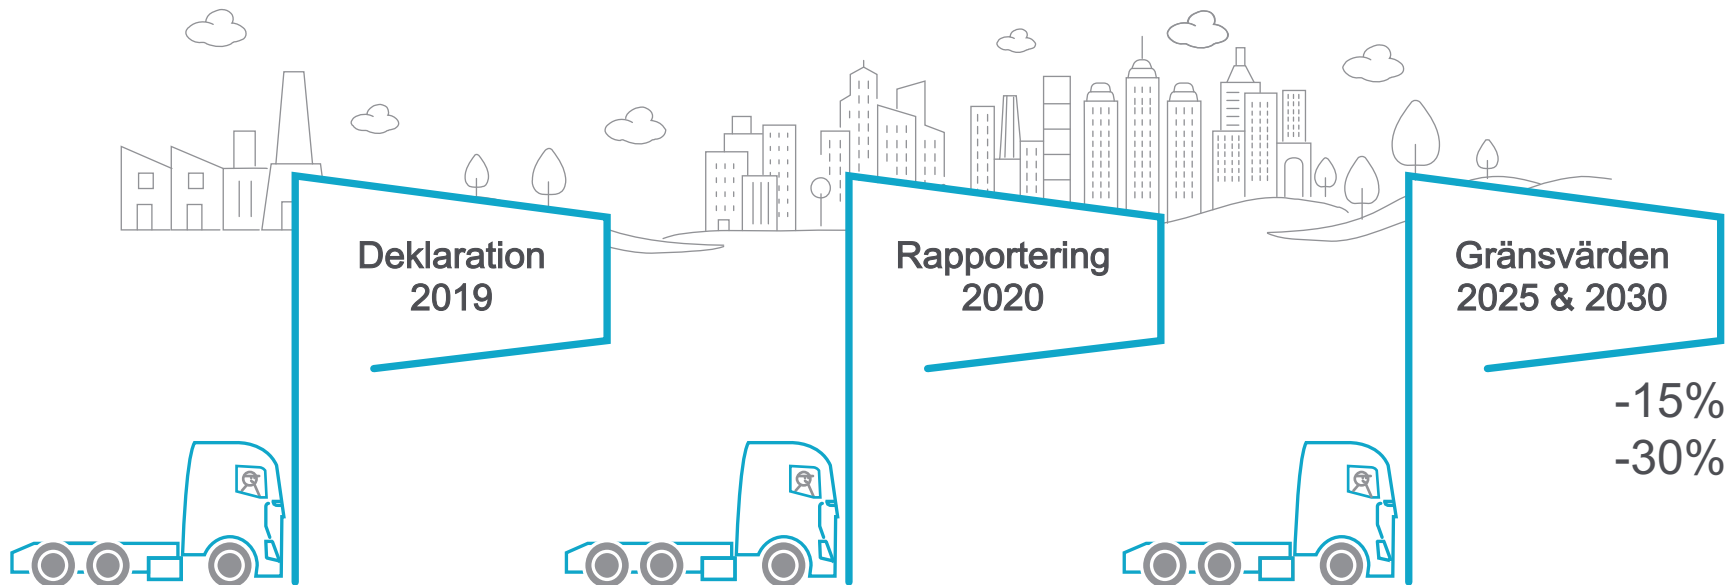 Deklaration
2019
Rapportering
2020
Gränsvärden
2025 & 2030
-15%
-30%